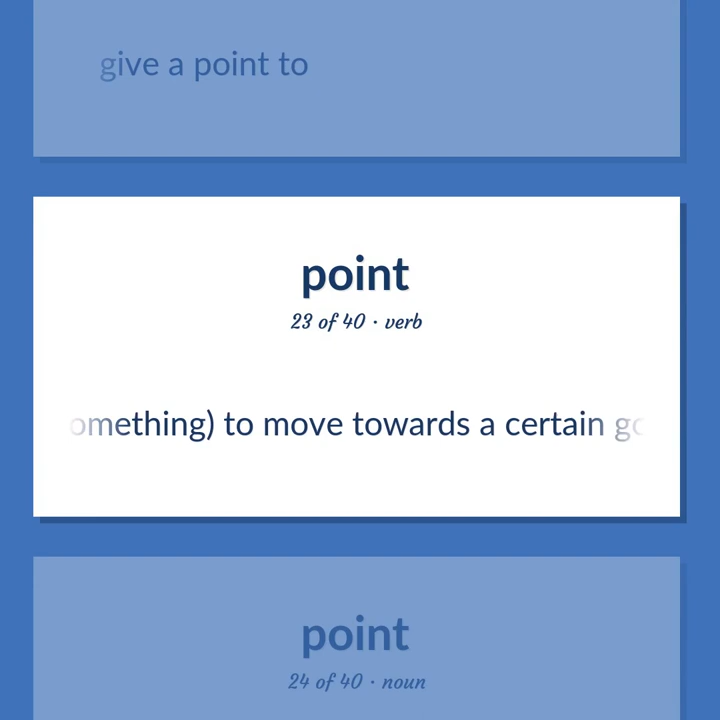 give a point to
point
23 of 40 · verb
omething) to move towards a certain
point
24 of 40 · noun